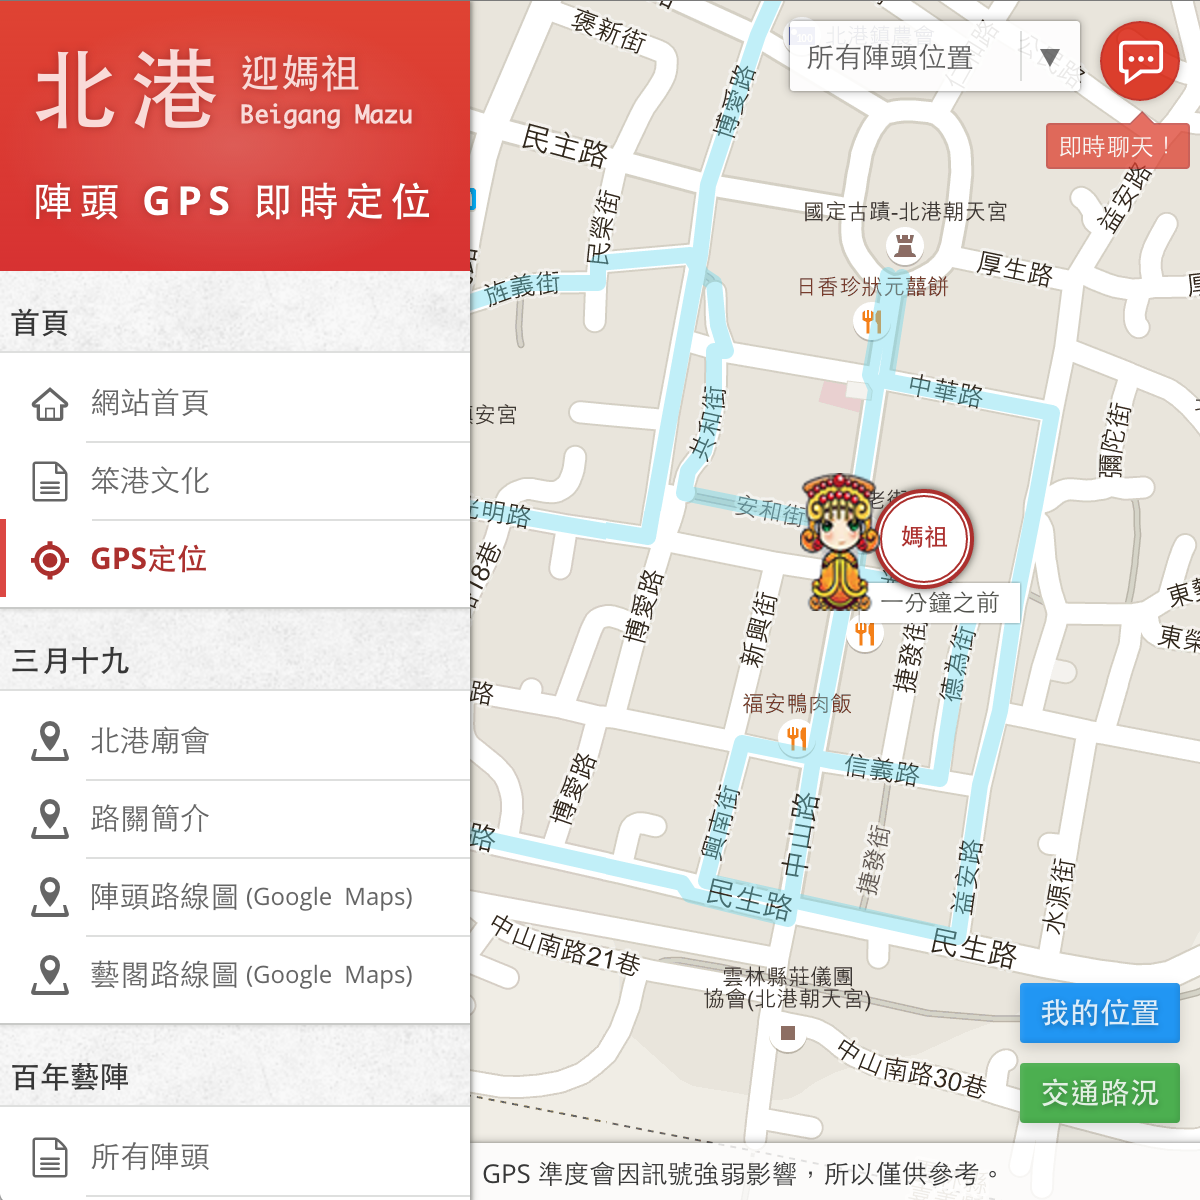 北港 迎媽祖
Beigang Mazu
陣頭 GPS 即時定位
首頁
網站首頁
笨港文化
GPS定位
三月十九
北港廟會
路關簡介
陣頭路線圖 (Google Maps)
藝閣路線圖 (Google Maps)
百年藝陣
所有陣頭
所有陣頭位置 ▼
即時聊天！
褒新街
北港鎮農會
博愛路
民主路
民榮街
益安路
國定古蹟-北港朝天宮
厚生路
旌義街
日香珍狀元囍餅
中華路
共和街
安宮
彌陀街
光明路
安和街
老街
媽祖
一分鐘之前
18巷
博愛路
新興街
捷發街
德為街
東榮
路
福安鴨肉飯
信義路
博愛路
興南街
中山路
捷發街
益安路
水源街
路
民生路
民生路
中山南路21巷
雲林縣莊儀團
協會(北港朝天宮)
我的位置
中山南路30巷
交通路況
GPS 準度會因訊號強弱影響，所以僅供參考。